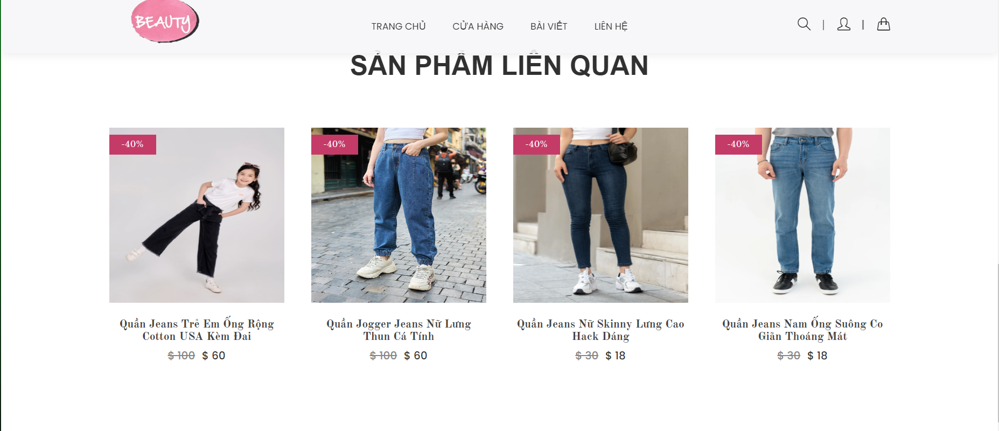 BEAUTY
TRANG CHỦ CỬA HÀNG BÀI VIẾT LIÊN HỆ
SẢN PHẨM LIÊN QUAN
-40% -40% -40% -40%
Quần Jeans Trẻ Em Ống Rộng
Cotton USA Kèm Đai
$ 100 $ 60
Quần Jogger Jeans Nữ Lưng
Thun Cá Tính
$ 100 $ 60
Quần Jeans Nữ Skinny Lưng Cao
Hack Dáng
$ 30 $ 18
Quần Jeans Nam Ống Suông Co
Giãn Thoáng Mát
$ 30 $ 18